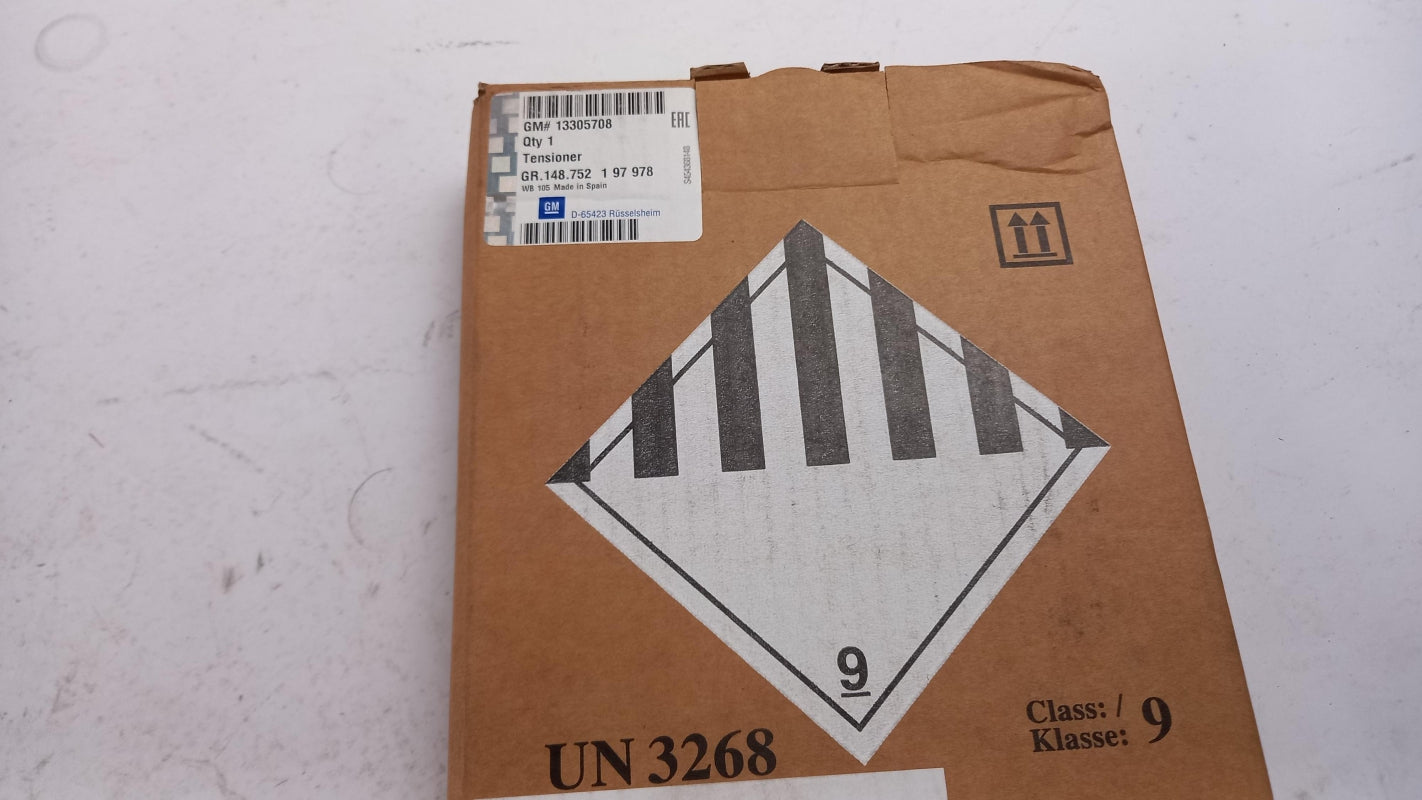 GM# 13305708
EAC
Qty 1
Tensioner
GR.148.752 1 97 978
WB 105 Made in Spain
GM
D-65423 Rüsselsheim
9
Class: /
Klasse: 9
UN 3268